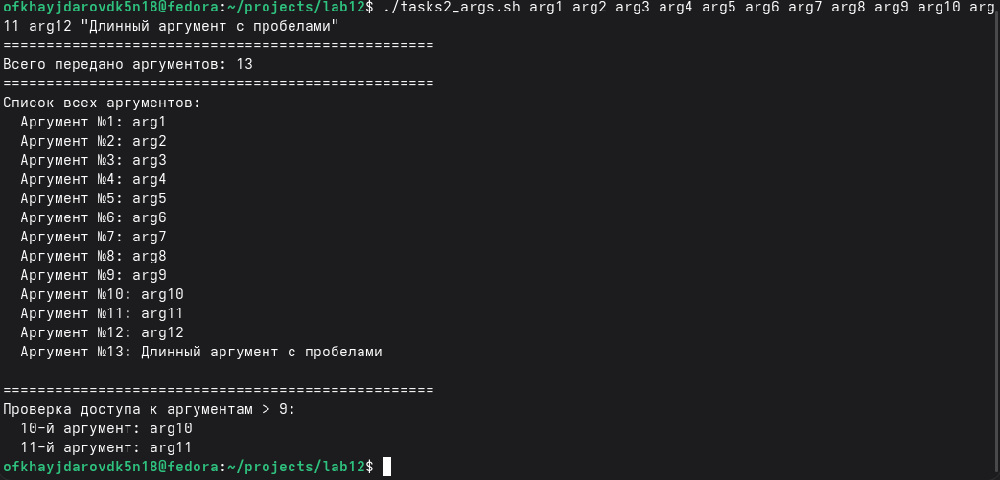 ofkhayjdarovdk5n18@fedora:~/projects/lab12$ ./tasks2_args.sh arg1 arg2 arg3 arg4 arg5 arg6 arg7 arg8 arg9 arg10 arg
11 arg12 "Длинный аргумент с пробелами"
==================================================
Всего передано аргументов: 13
==================================================
Список всех аргументов:
  Аргумент №1: arg1
  Аргумент №2: arg2
  Аргумент №3: arg3
  Аргумент №4: arg4
  Аргумент №5: arg5
  Аргумент №6: arg6
  Аргумент №7: arg7
  Аргумент №8: arg8
  Аргумент №9: arg9
  Аргумент №10: arg10
  Аргумент №11: arg11
  Аргумент №12: arg12
  Аргумент №13: Длинный аргумент с пробелами
==================================================
Проверка доступа к аргументам > 9:
  10-й аргумент: arg10
  11-й аргумент: arg11
ofkhayjdarovdk5n18@fedora:~/projects/lab12$